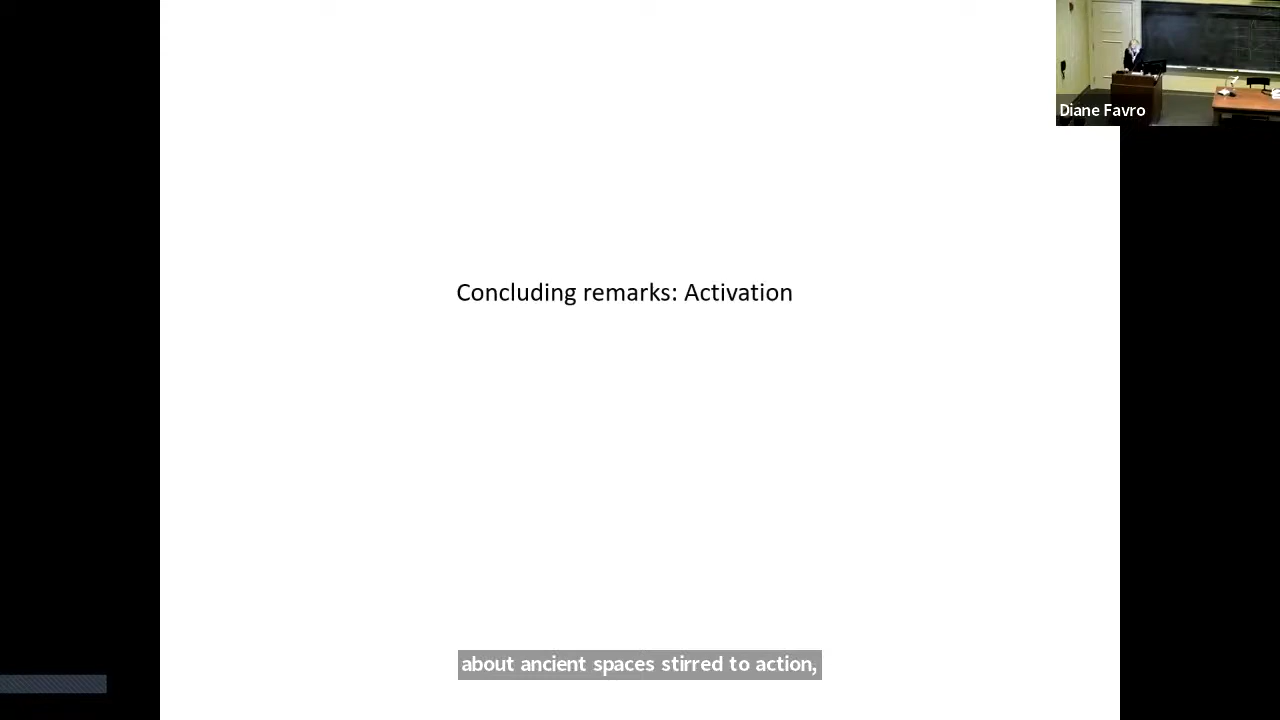 Diane Favro
Concluding remarks: Activation
about ancient spaces stirred to action,